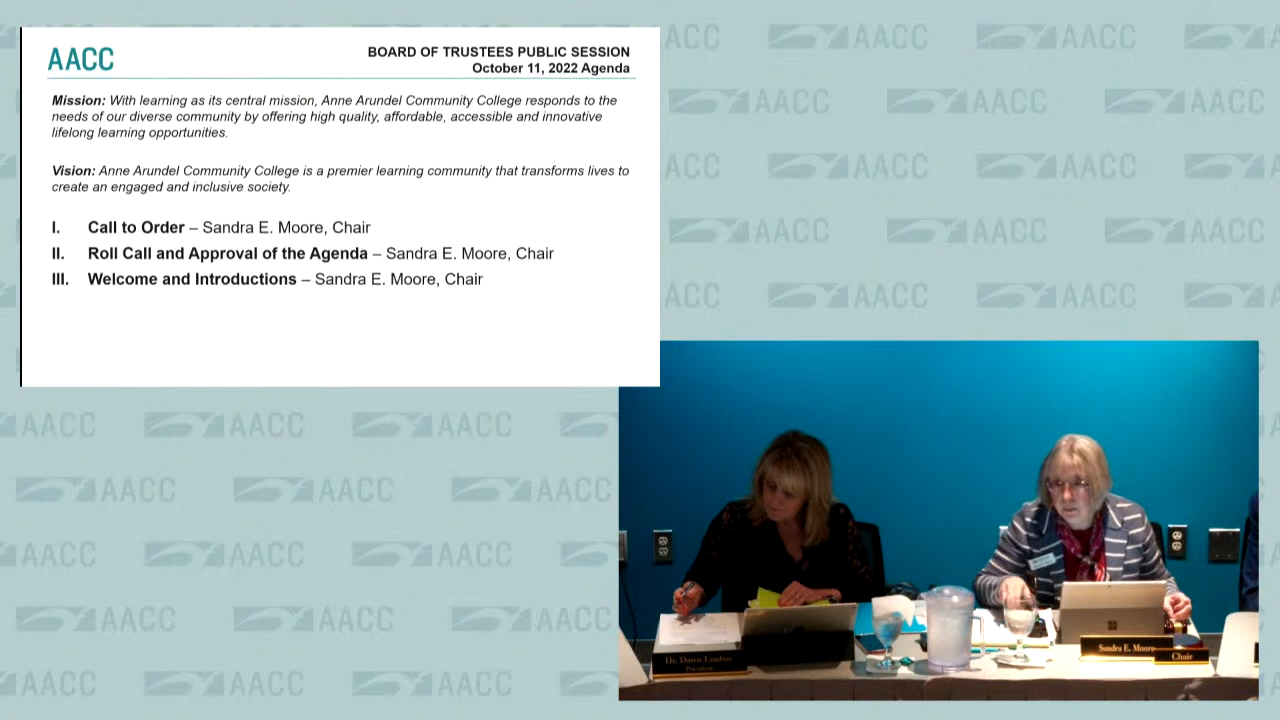 AACC
BOARD OF TRUSTEES PUBLIC SESSION
October 11, 2022 Agenda
Mission: With learning as its central mission, Anne Arundel Community College responds to the
needs of our diverse community by offering high quality, affordable, accessible and innovative
lifelong learning opportunities.
Vision: Anne Arundel Community College is a premier learning community that transforms lives to
create an engaged and inclusive society.
I. Call to Order – Sandra E. Moore, Chair
II. Roll Call and Approval of the Agenda – Sandra E. Moore, Chair
III. Welcome and Introductions – Sandra E. Moore, Chair
Dr. Dawn Lindsay
President
Sandra E. Moore
Chair